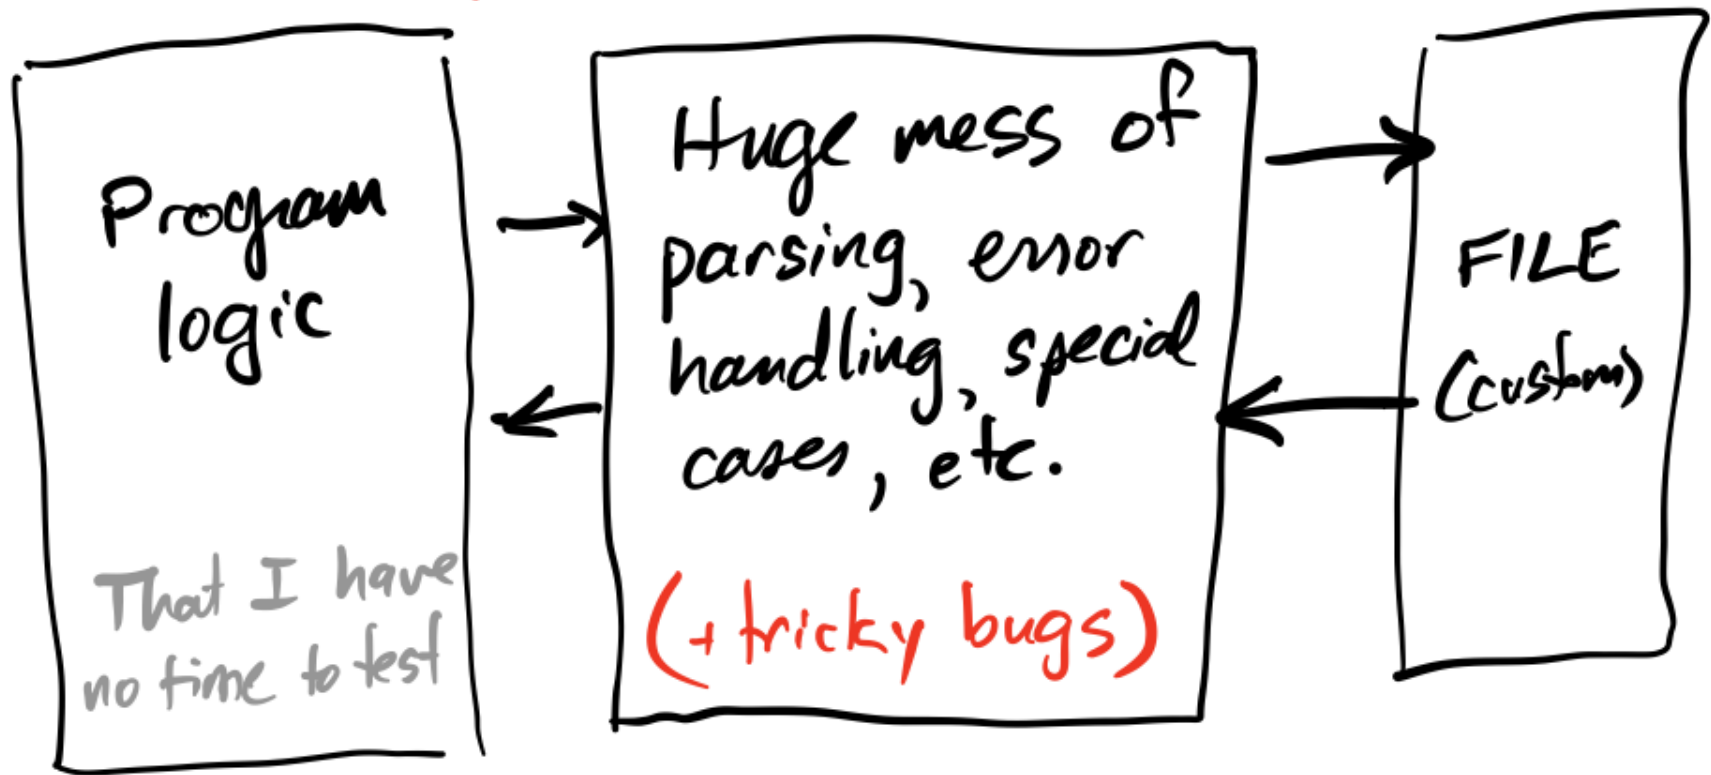 Program
logic
That I have
no time to test
Huge mess of
parsing, error
handling, special
cases, etc.
(+ tricky bugs)
FILE
(custom)